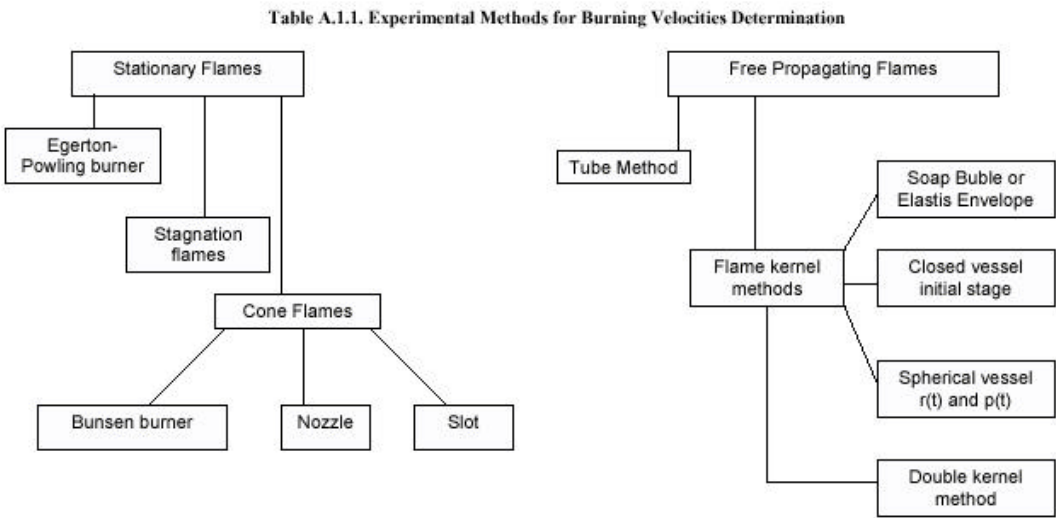 Table A.1.1. Experimental Methods for Burning Velocities Determination
Stationary Flames
Egerton-
Powling burner
Stagnation
flames
Cone Flames
Bunsen burner
Nozzle
Slot
Free Propagating Flames
Tube Method
Flame kernel
methods
Soap Buble or
Elastis Envelope
Closed vessel
initial stage
Spherical vessel
r(t) and p(t)
Double kernel
method